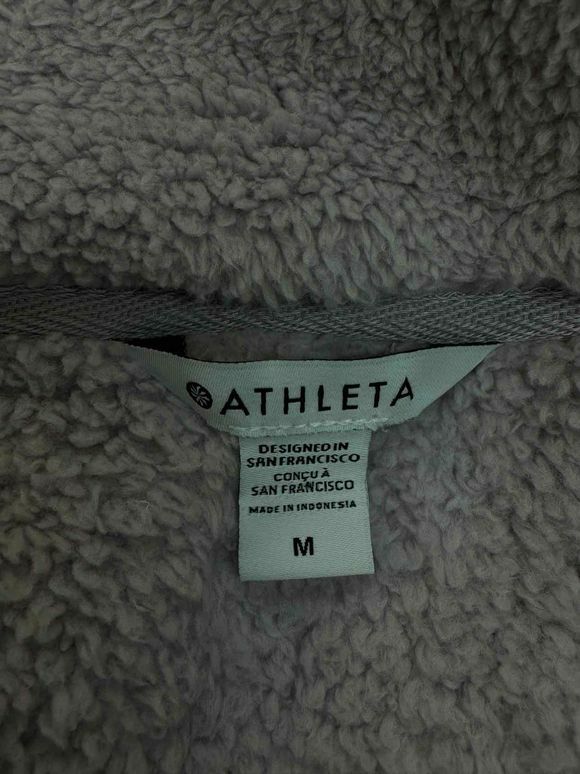 ATHLETA
DESIGNED IN
SAN FRANCISCO
CONÇU À
SAN FRANCISCO
MADE IN INDONESIA
M